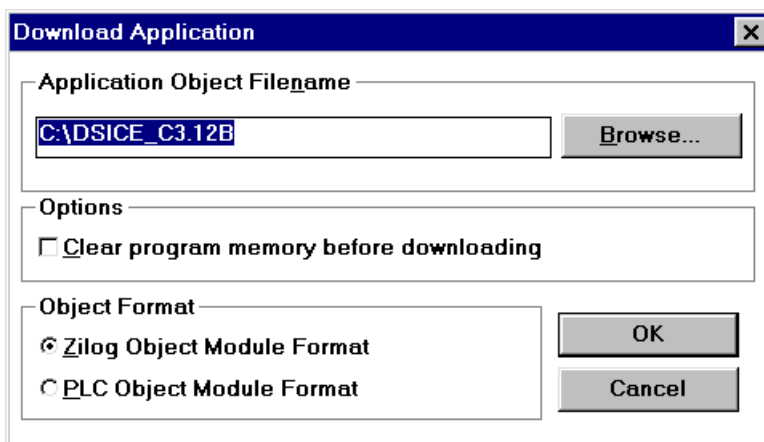 Download Application
Application Object Filename
C:\DSICE_C3.12B
Browse...
Options
Clear program memory before downloading
Object Format
Zilog Object Module Format
PLC Object Module Format
OK
Cancel